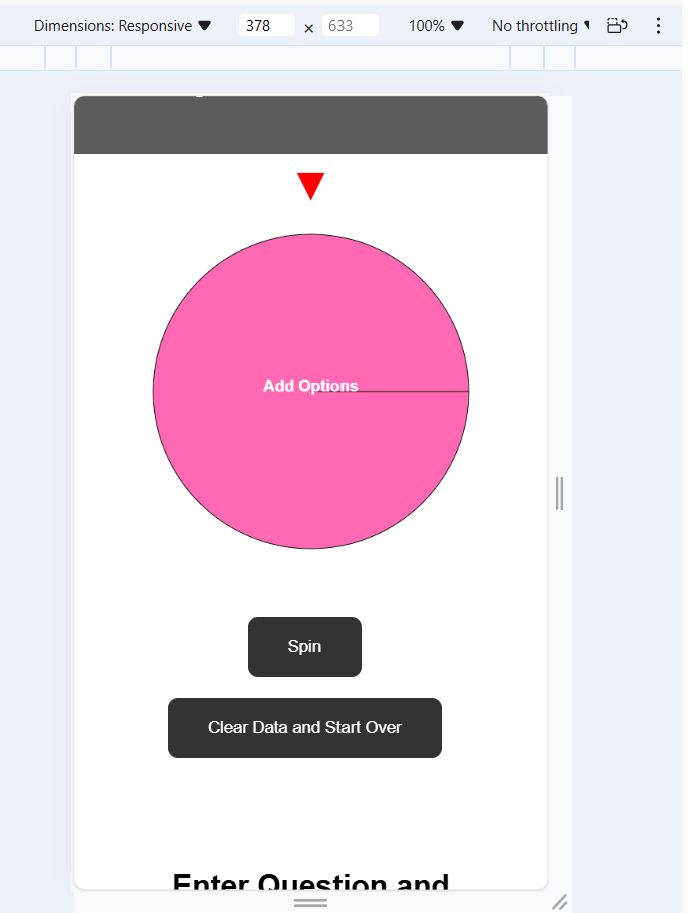 Dimensions: Responsive 378 × 633 100% No throttling
Add Options
Spin
Clear Data and Start Over
Enter Question and